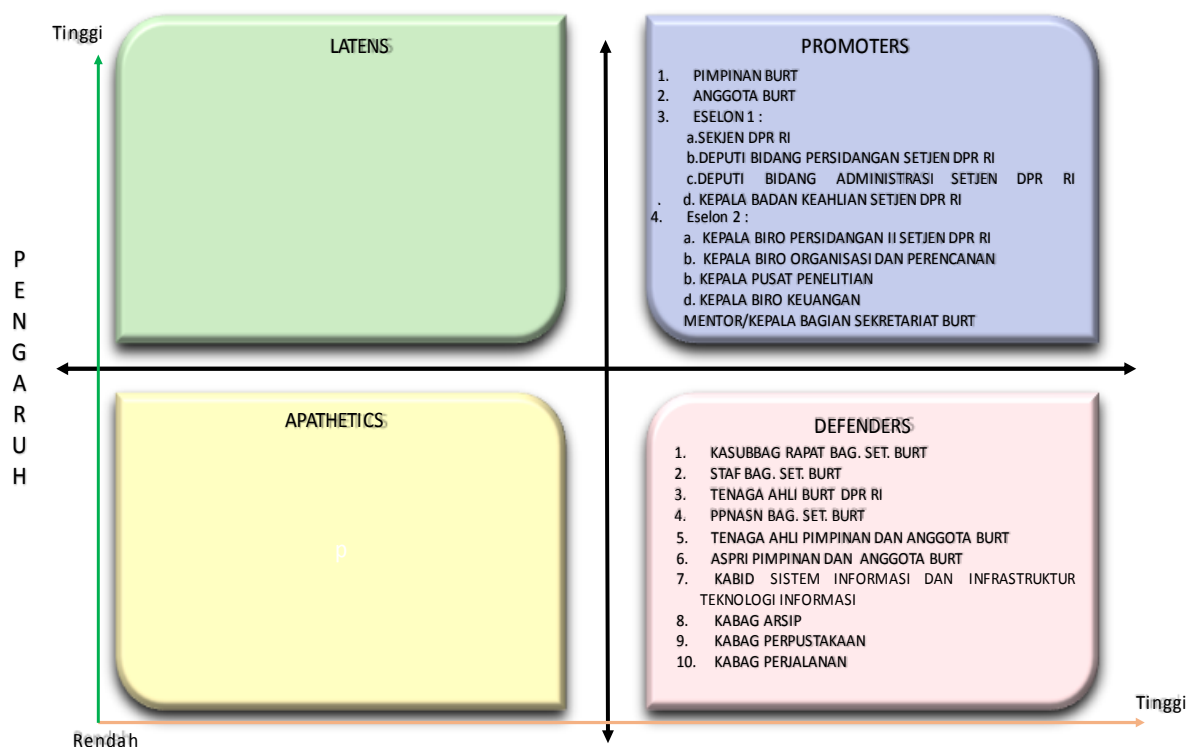 Tinggi
LATENS
PROMOTERS
1. PIMPINAN BURT
2. ANGGOTA BURT
3. ESELON 1 :
a.SEKJEN DPR RI
b.DEPUTI BIDANG PERSIDANGAN SETJEN DPR RI
c.DEPUTI BIDANG ADMINISTRASI SETJEN DPR RI
. d. KEPALA BADAN KEAHLIAN SETJEN DPR RI
4. Eselon 2 :
a. KEPALA BIRO PERSIDANGAN II SETJEN DPR RI
b. KEPALA BIRO ORGANISASI DAN PERENCANAN
b. KEPALA PUSAT PENELITIAN
d. KEPALA BIRO KEUANGAN
MENTOR/KEPALA BAGIAN SEKRETARIAT BURT
P
E
N
G
A
R
U
H
APATHETICS
p
DEFENDERS
1. KASUBBAG RAPAT BAG. SET. BURT
2. STAF BAG. SET. BURT
3. TENAGA AHLI BURT DPR RI
4. PPNASN BAG. SET. BURT
5. TENAGA AHLI PIMPINAN DAN ANGGOTA BURT
6. ASPRI PIMPINAN DAN ANGGOTA BURT
7. KABID SISTEM INFORMASI DAN INFRASTRUKTUR
TEKNOLOGI INFORMASI
8. KABAG ARSIP
9. KABAG PERPUSTAKAAN
10. KABAG PERJALANAN
Tinggi
Rendah